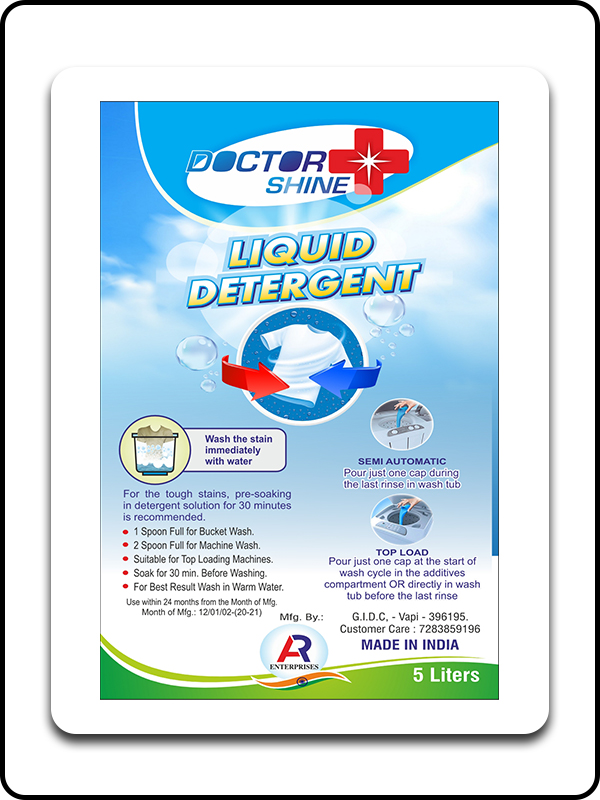 DOCTOR
SHINE
LIQUID
DETERGENT
Wash the stain
immediately
with water
For the tough stains, pre-soaking
in detergent solution for 30 minutes
is recommended.
• 1 Spoon Full for Bucket Wash.
• 2 Spoon Full for Machine Wash.
• Suitable for Top Loading Machines.
• Soak for 30 min. Before Washing.
• For Best Result Wash in Warm Water.
Use within 24 months from the Month of Mfg.
Month of Mfg.: 12/01/02-(20-21)
SEMI AUTOMATIC
Pour just one cap during
the last rinse in wash tub
TOP LOAD
Pour just one cap at the start of
wash cycle in the additives
compartment OR directly in wash
tub before the last rinse
Mfg. By.:
AR
ENTERPRISES
G.I.D.C, - Vapi - 396195.
Customer Care : 7283859196
MADE IN INDIA
5 Liters